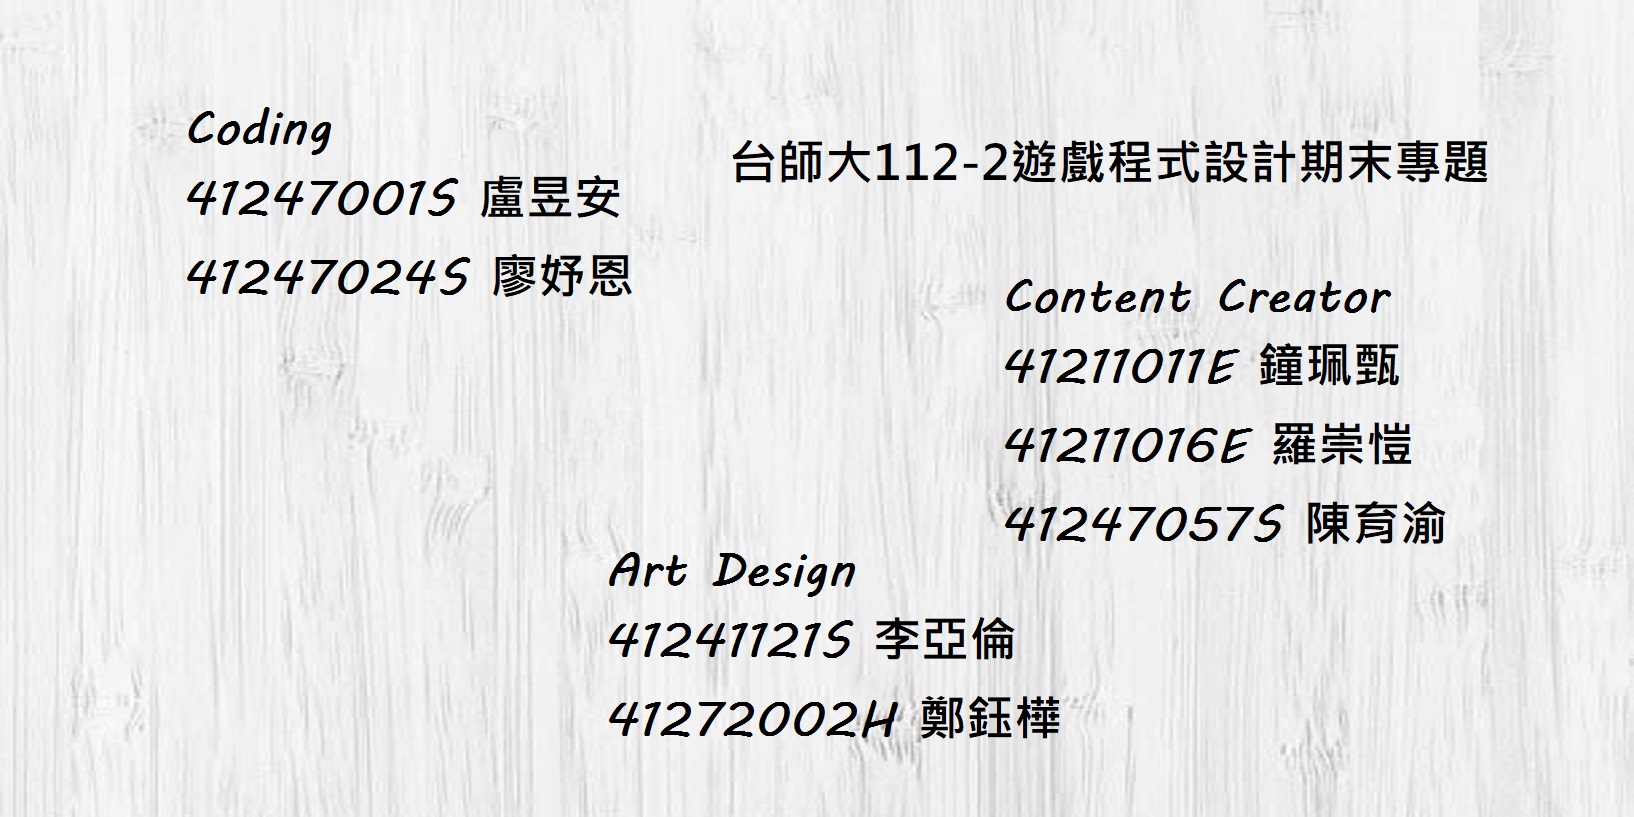 Coding
41247001S 盧昱安
41247024S 廖妤恩
台師大112-2遊戲程式設計期末專題
Content Creator
41211011E 鐘珮甄
41211016E 羅崇愷
41247057S 陳育渝
Art Design
41241121S 李亞倫
41272002H 鄭鈺樺